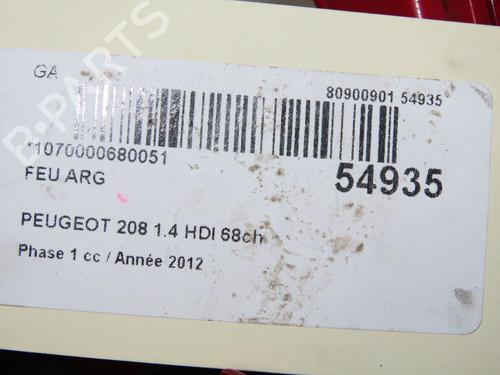 GA
80900901 54935
*1070000680051
54935
FEU ARG
PEUGEOT 208 1.4 HDI 68ch
Phase 1 cc / Année 2012
B-PARTS